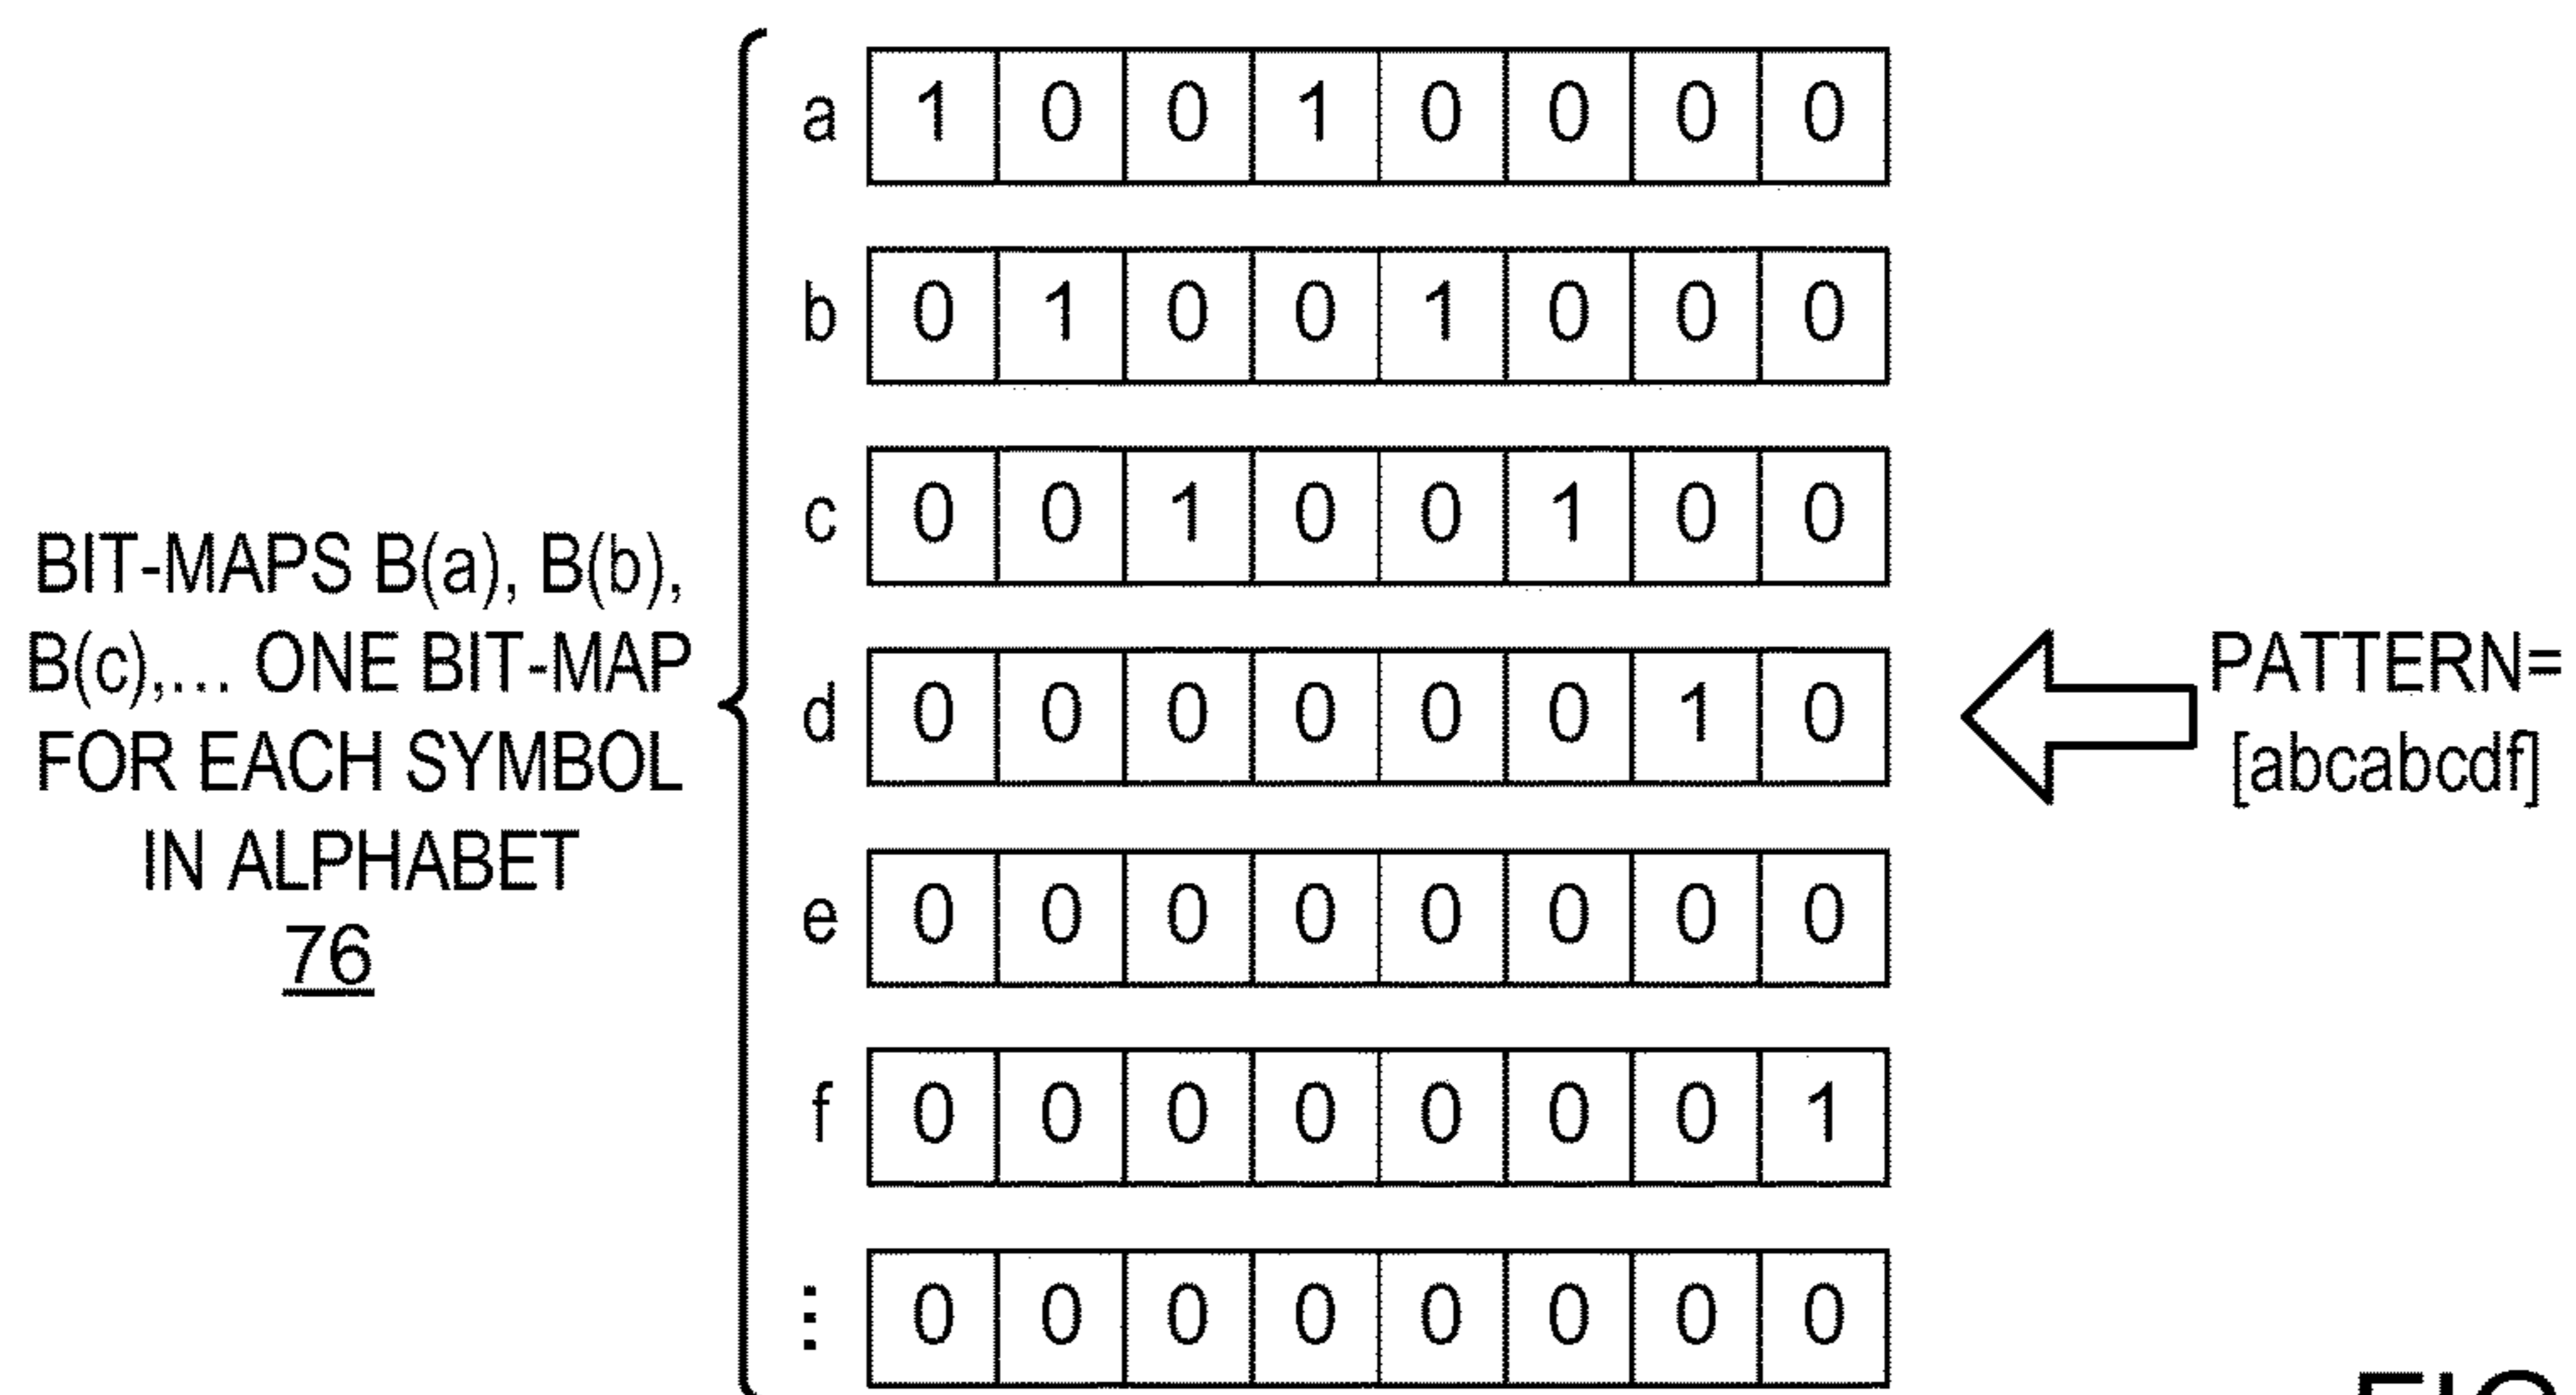 a 1 0 0 1 0 0 0 0
b 0 1 0 0 1 0 0 0
c 0 0 1 0 0 1 0 0
d 0 0 0 0 0 0 1 0
e 0 0 0 0 0 0 0 0
f 0 0 0 0 0 0 0 1
⋮ 0 0 0 0 0 0 0 0
BIT-MAPS B(a), B(b),
B(c),... ONE BIT-MAP
FOR EACH SYMBOL
IN ALPHABET
76
PATTERN=
[abcabcdf]